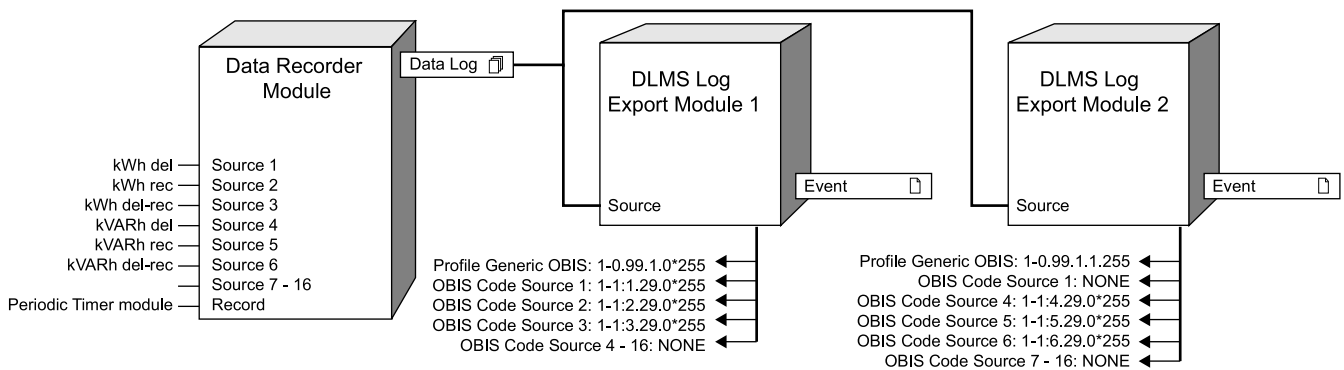 Data Recorder
Module
kWh del
Source 1
kWh rec
Source 2
kWh del-rec
Source 3
kVARh del
Source 4
kVARh rec
Source 5
kVARh del-rec
Source 6
Source 7 - 16
Periodic Timer module
Record
Data Log
DLMS Log
Export Module 1
Source
Event
Profile Generic OBIS: 1-0.99.1.0*255
OBIS Code Source 1: 1-1:1.29.0*255
OBIS Code Source 2: 1-1:2.29.0*255
OBIS Code Source 3: 1-1:3.29.0*255
OBIS Code Source 4 - 16: NONE
DLMS Log
Export Module 2
Source
Event
Profile Generic OBIS: 1-0.99.1.1.255
OBIS Code Source 1: NONE
OBIS Code Source 4: 1-1:4.29.0*255
OBIS Code Source 5: 1-1:5.29.0*255
OBIS Code Source 6: 1-1:6.29.0*255
OBIS Code Source 7 - 16: NONE